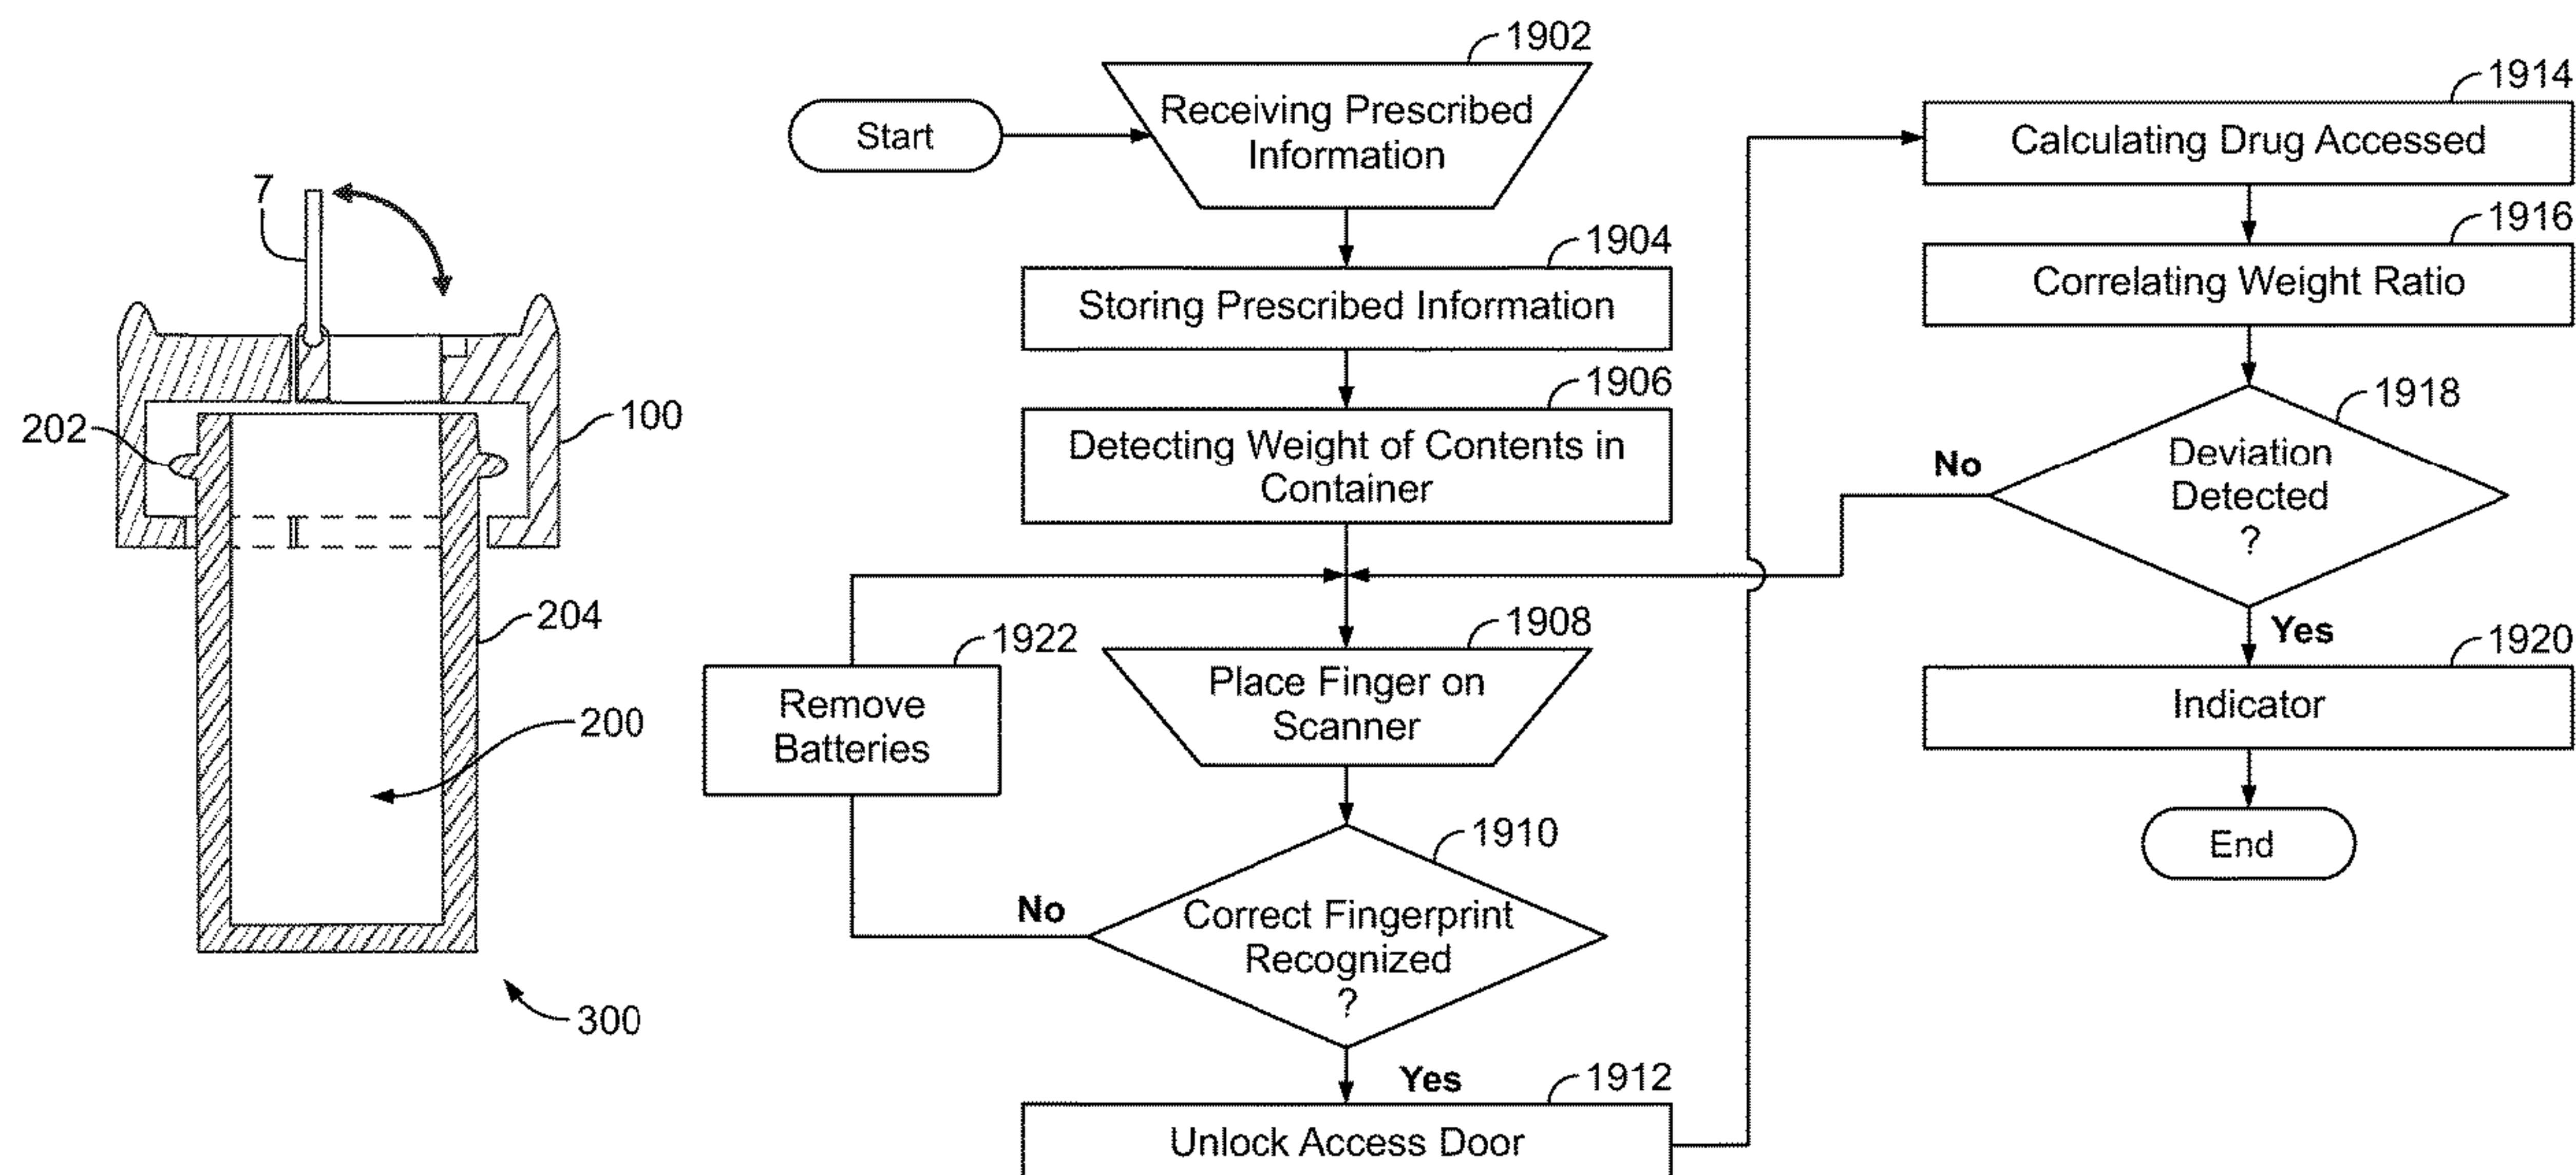 7
202
100
204
200
300
Start
1902
Receiving Prescribed
Information
1904
Storing Prescribed Information
1906
Detecting Weight of Contents in
Container
1922
Remove
Batteries
1908
Place Finger on
Scanner
1910
Correct Fingerprint
Recognized
?
No
Yes
1912
Unlock Access Door
1914
Calculating Drug Accessed
1916
Correlating Weight Ratio
1918
Deviation
Detected
?
No
Yes
1920
Indicator
End